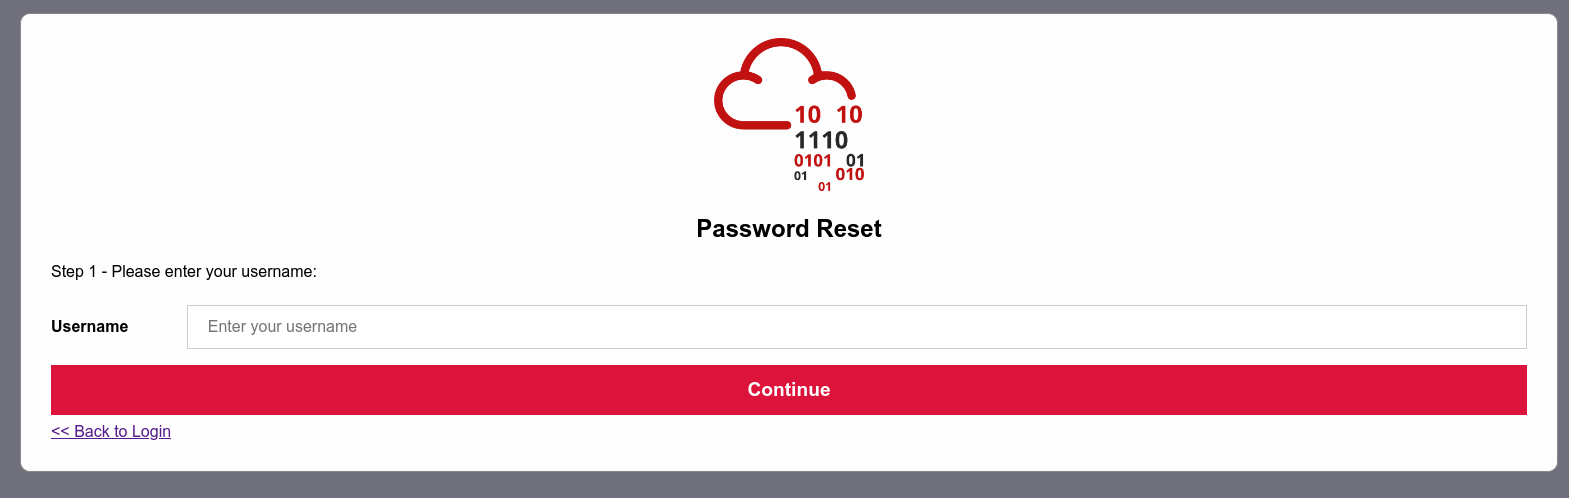 10 10
1110
0101 01
01 010
01
Password Reset
Step 1 - Please enter your username:
Username Enter your username
Continue
<< Back to Login